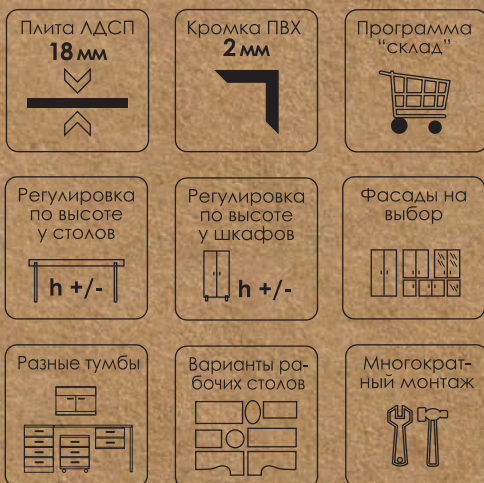 Плита ЛДСП
18 мм
Кромка ПВХ
2 мм
Программа
“склад”
Регулировка
по высоте
у столов
h +/-
Регулировка
по высоте
у шкафов
h +/-
Фасады на
выбор
Разные тумбы
Варианты ра-
бочих столов
Многократ-
ный монтаж